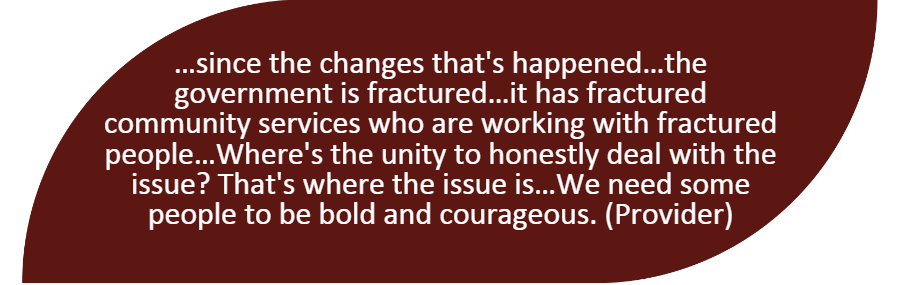 ...since the changes that's happened...the
government is fractured...it has fractured
community services who are working with fractured
people...Where's the unity to honestly deal with the
issue? That's where the issue is...We need some
people to be bold and courageous. (Provider)